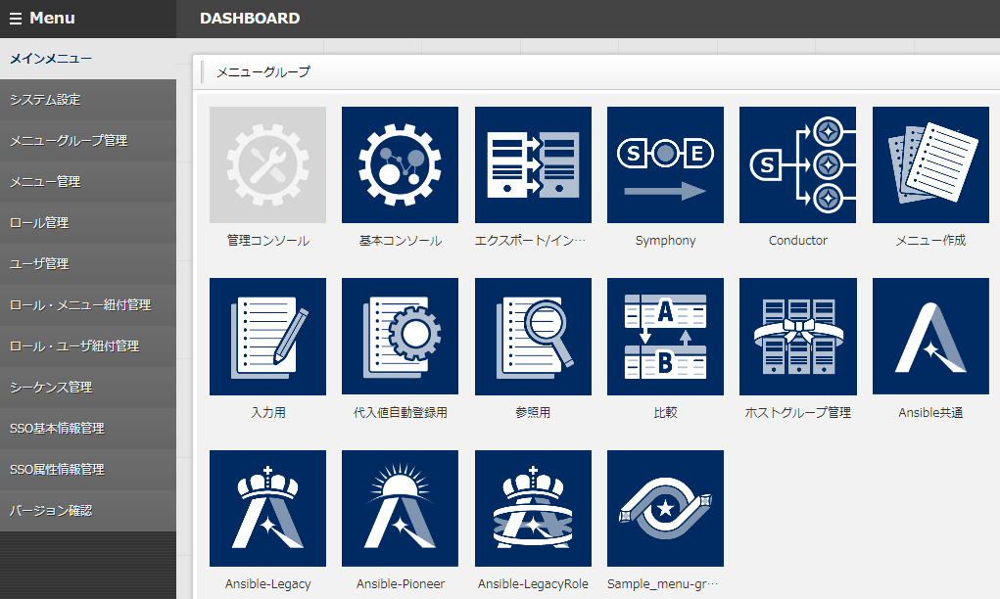 Menu
DASHBOARD
メインメニュー
システム設定
メニューグループ管理
メニュー管理
ロール管理
ユーザ管理
ロール・メニュー紐付管理
ロール・ユーザ紐付管理
シーケンス管理
SSO基本情報管理
SSO属性情報管理
バージョン確認
メニューグループ
S
E
S
管理コンソール
基本コンソール
エクスポート/イン…
Symphony
Conductor
メニュー作成
A
B
入力用
代入値自動登録用
参照用
比較
ホストグループ管理
Ansible共通
Ansible-Legacy
Ansible-Pioneer
Ansible-LegacyRole
Sample_menu-gr…